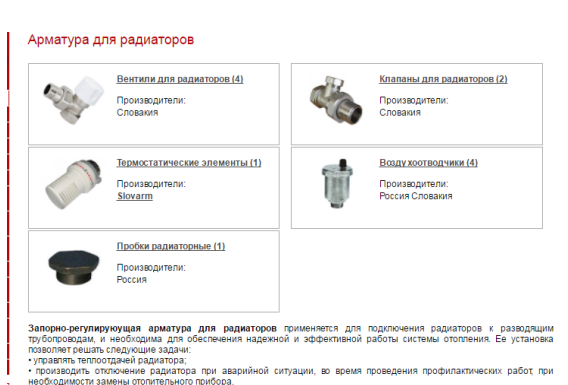 Арматура для радиаторов
Вентили для радиаторов (4)
Производители:
Словакия
Клапаны для радиаторов (2)
Производители:
Словакия
Термостатические элементы (1)
Производители:
Slovarm
Воздухоотводчики (4)
Производители:
Россия Словакия
Пробки радиаторные (1)
Производители:
Россия
Запорно-регулирующая арматура для радиаторов применяется для подключения радиаторов к разводящим
трубопроводам, и необходима для обеспечения надежной и эффективной работы системы отопления. Ее установка
позволяет решать следующие задачи:
• управлять теплоотдачей радиатора;
• производить отключение радиатора при аварийной ситуации, во время проведения профилактических работ, при
необходимости замены отопительного прибора.